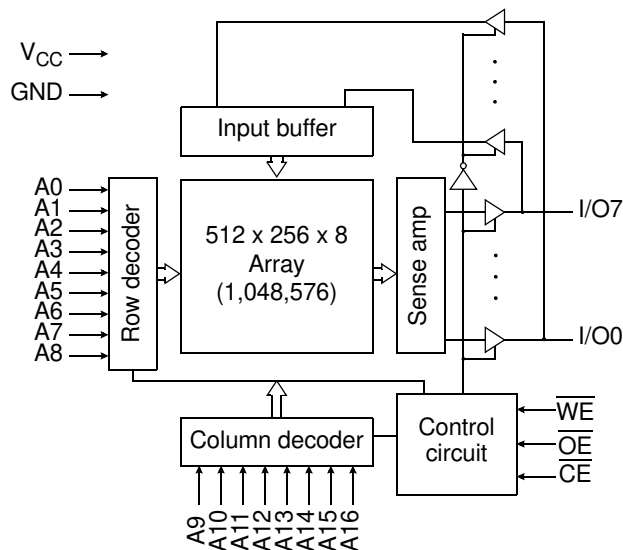 VCC
GND
Input buffer
A0
A1
A2
A3
A4
A5
A6
A7
A8
Row decoder
512 x 256 x 8
Array
(1,048,576)
Sense amp
I/O7
I/O0
Column decoder
Control
circuit
WE
OE
CE
A9
A10
A11
A12
A13
A14
A15
A16